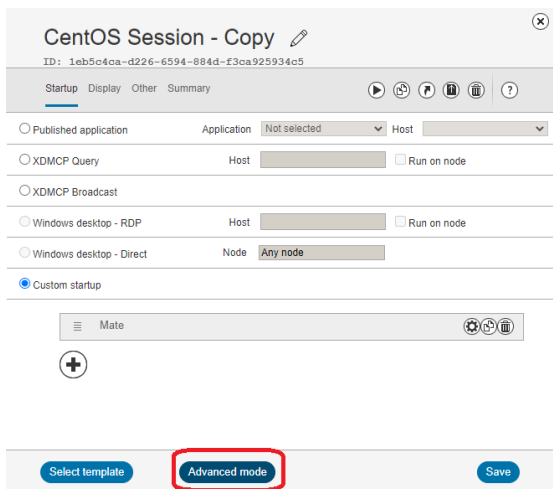 CentOS Session - Copy
ID: 1eb5c4ca-d226-6594-884d-f3ca925934c5
Startup Display Other Summary
Published application Application Not selected Host
XDMCP Query Host Run on node
XDMCP Broadcast
Windows desktop - RDP Host Run on node
Windows desktop - Direct Node Any node
Custom startup
Mate
Select template Advanced mode Save